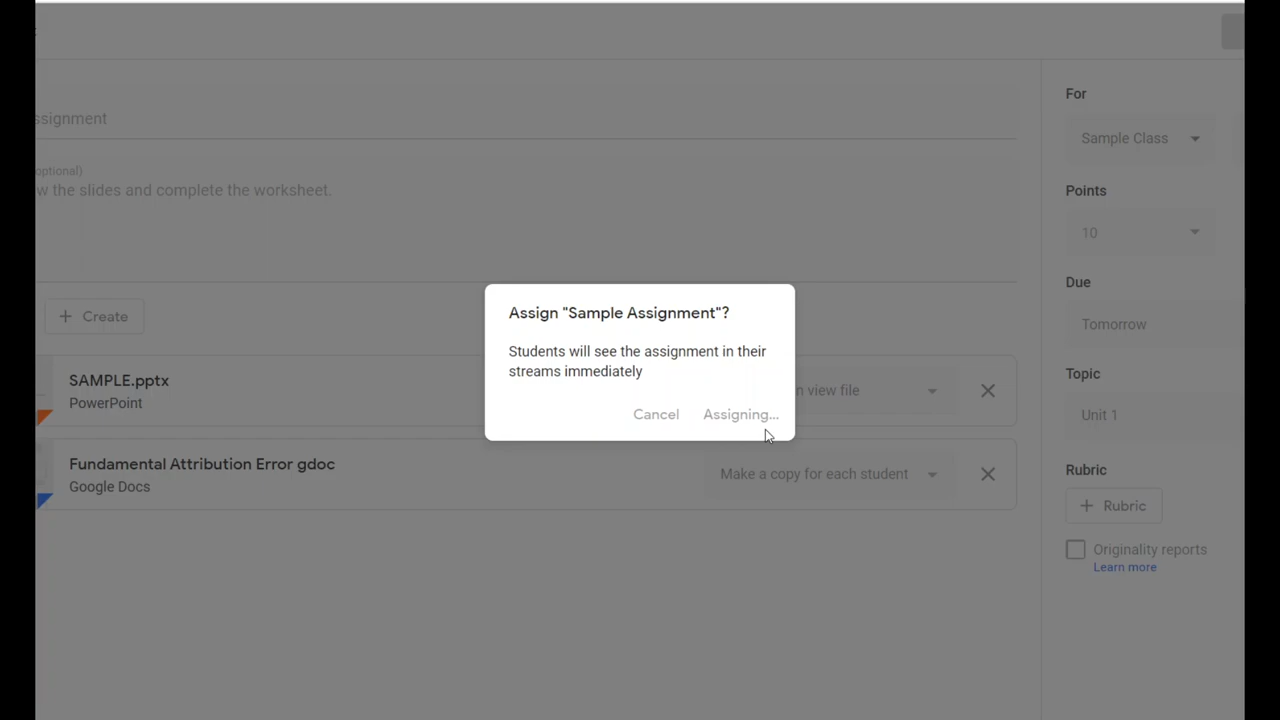 For
ssignment
Sample Class
optional)
w the slides and complete the worksheet.
Points
10
Due
Assign "Sample Assignment"?
+ Create
Tomorrow
Students will see the assignment in their
streams immediately
Topic
SAMPLE.pptx
n view file
PowerPoint
Cancel
Assigning...
Unit 1
Fundamental Attribution Error gdoc
Make a copy for each student
Google Docs
Rubric
+ Rubric
Originality reports
Learn more